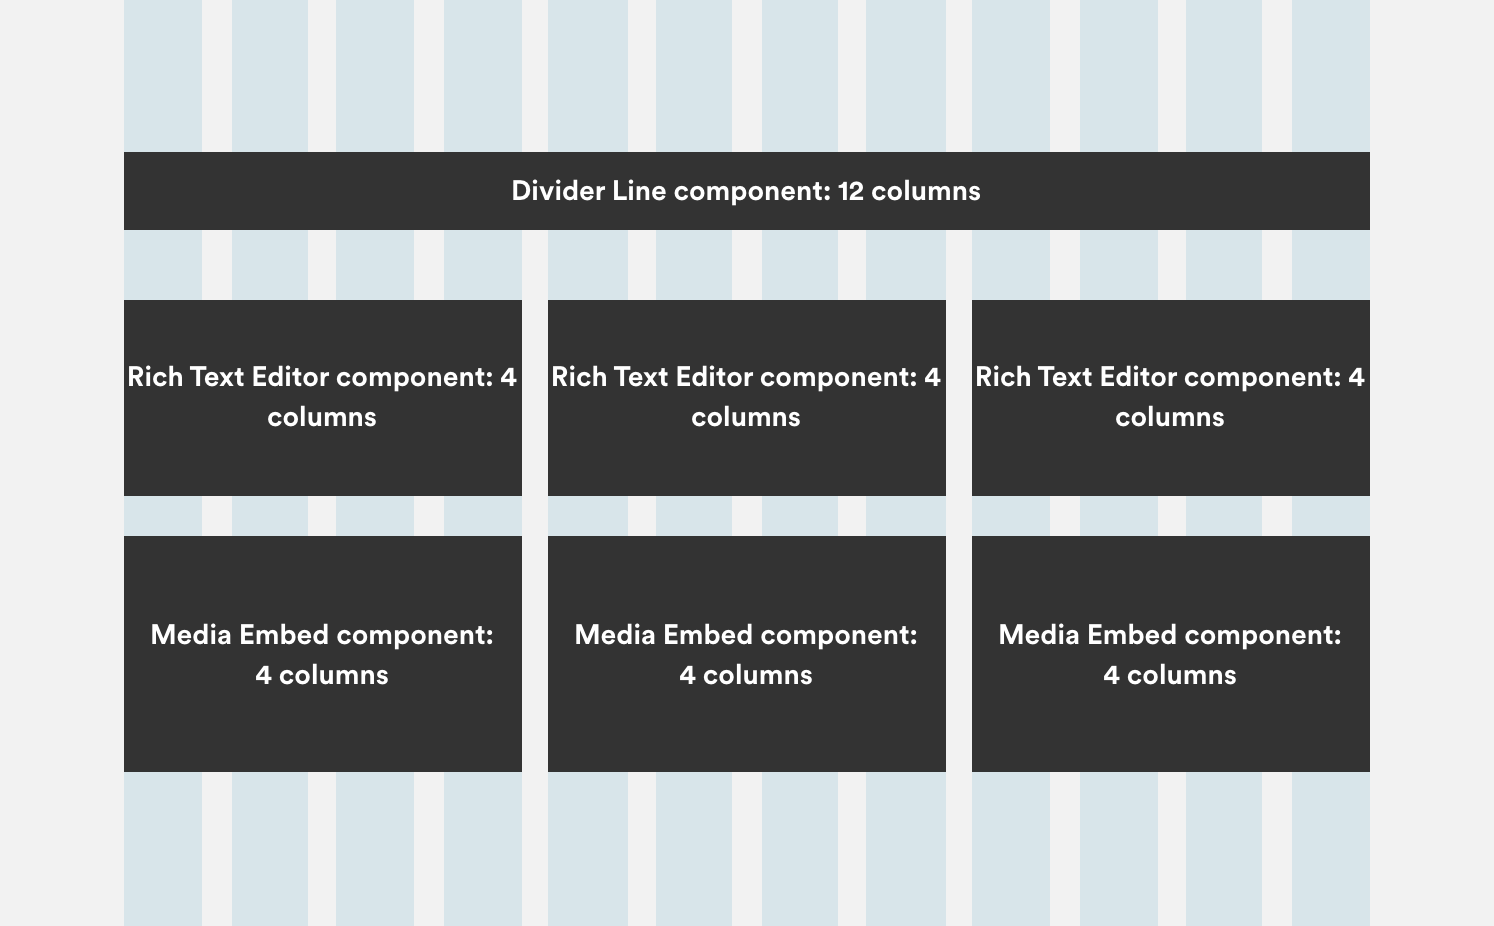 Divider Line component: 12 columns
Rich Text Editor component: 4
columns
Rich Text Editor component: 4
columns
Rich Text Editor component: 4
columns
Media Embed component:
4 columns
Media Embed component:
4 columns
Media Embed component:
4 columns